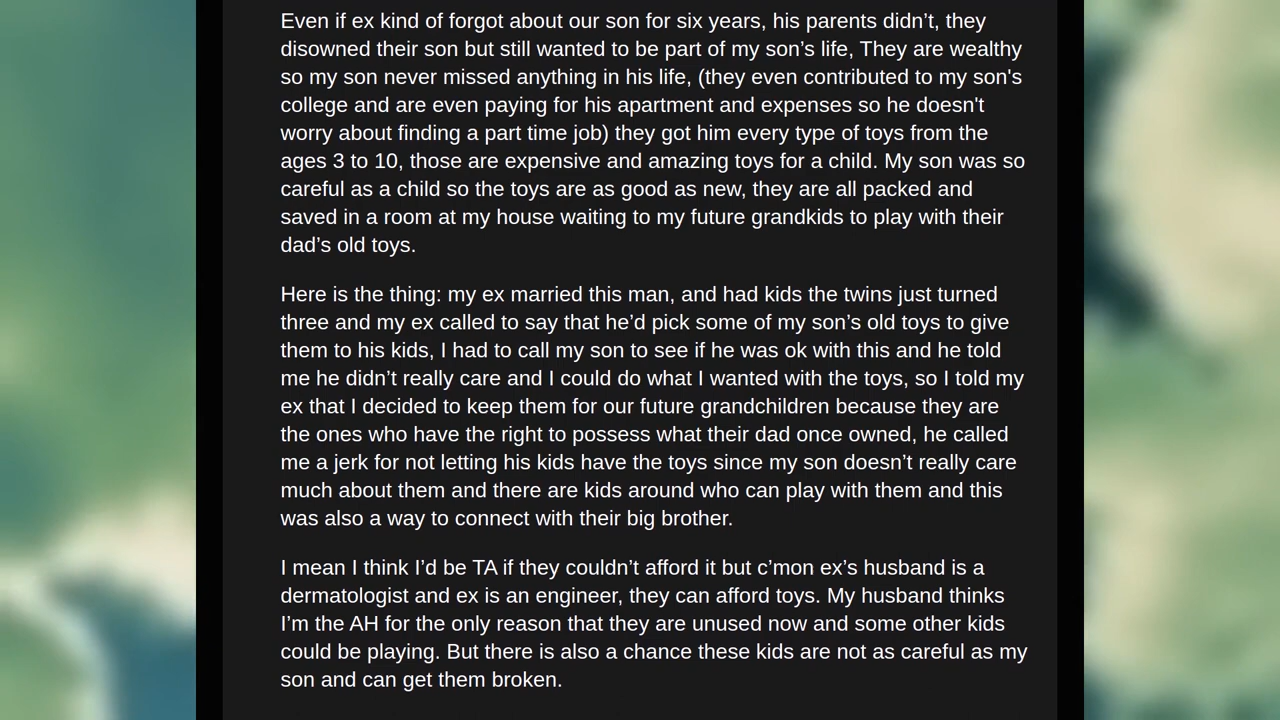 Even if ex kind of forgot about our son for six years, his parents didn’t, they
disowned their son but still wanted to be part of my son’s life, They are wealthy
so my son never missed anything in his life, (they even contributed to my son's
college and are even paying for his apartment and expenses so he doesn't
worry about finding a part time job) they got him every type of toys from the
ages 3 to 10, those are expensive and amazing toys for a child. My son was so
careful as a child so the toys are as good as new, they are all packed and
saved in a room at my house waiting to my future grandkids to play with their
dad’s old toys.
Here is the thing: my ex married this man, and had kids the twins just turned
three and my ex called to say that he’d pick some of my son’s old toys to give
them to his kids, I had to call my son to see if he was ok with this and he told
me he didn’t really care and I could do what I wanted with the toys, so I told my
ex that I decided to keep them for our future grandchildren because they are
the ones who have the right to possess what their dad once owned, he called
me a jerk for not letting his kids have the toys since my son doesn’t really care
much about them and there are kids around who can play with them and this
was also a way to connect with their big brother.
I mean I think I’d be TA if they couldn’t afford it but c’mon ex’s husband is a
dermatologist and ex is an engineer, they can afford toys. My husband thinks
I’m the AH for the only reason that they are unused now and some other kids
could be playing. But there is also a chance these kids are not as careful as my
son and can get them broken.